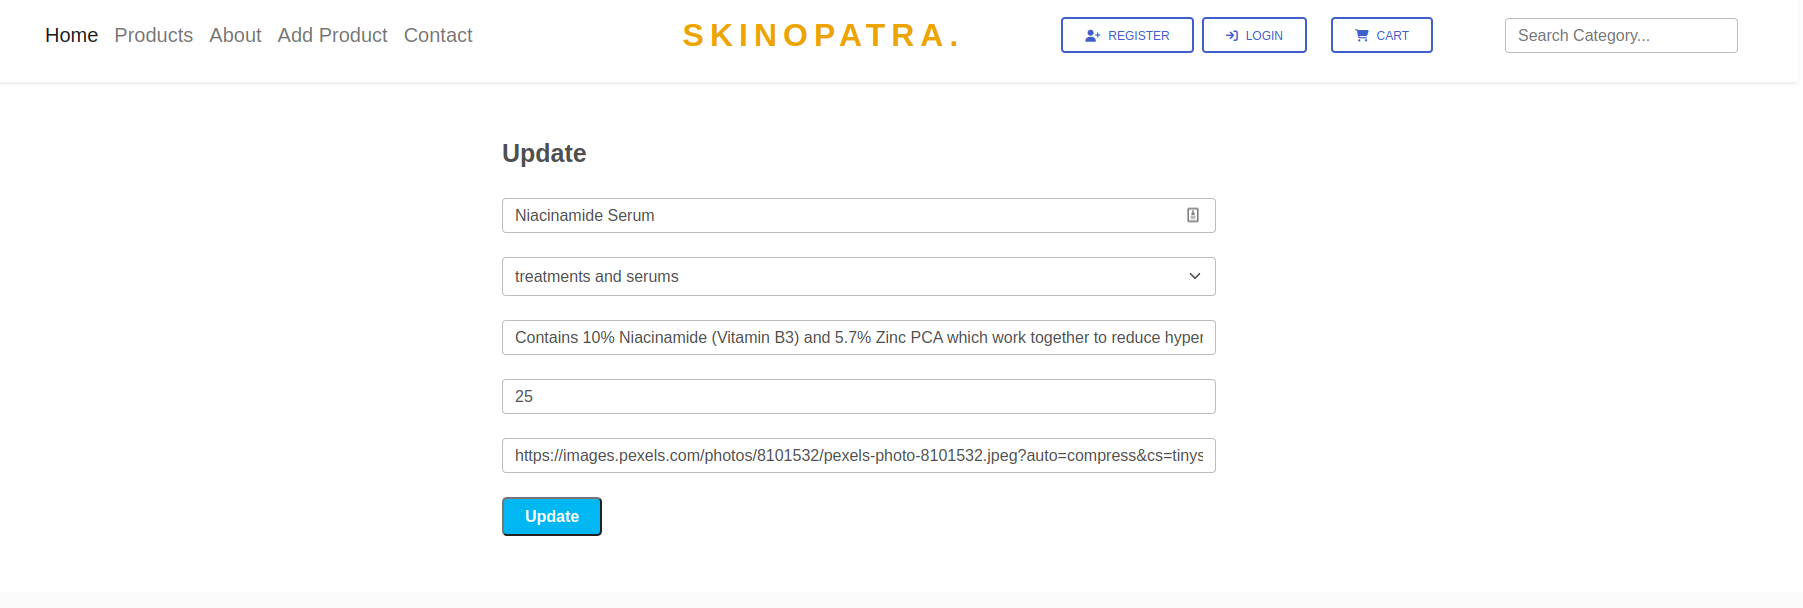 Home Products About Add Product Contact SKINOPATRA. REGISTER LOGIN CART Search Category...
Update
Niacinamide Serum
treatments and serums
Contains 10% Niacinamide (Vitamin B3) and 5.7% Zinc PCA which work together to reduce hyper
25
https://images.pexels.com/photos/8101532/pexels-photo-8101532.jpeg?auto=compress&cs=tinys
Update